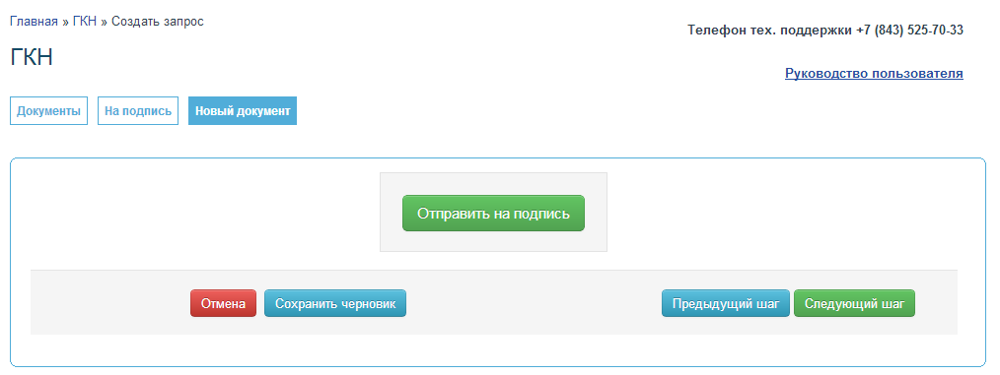 Главная » ГКН » Создать запрос
Телефон тех. поддержки +7 (843) 525-70-33
ГКН
Руководство пользователя
Документы На подпись Новый документ
Отправить на подпись
Отмена Сохранить черновик Предыдущий шаг Следующий шаг